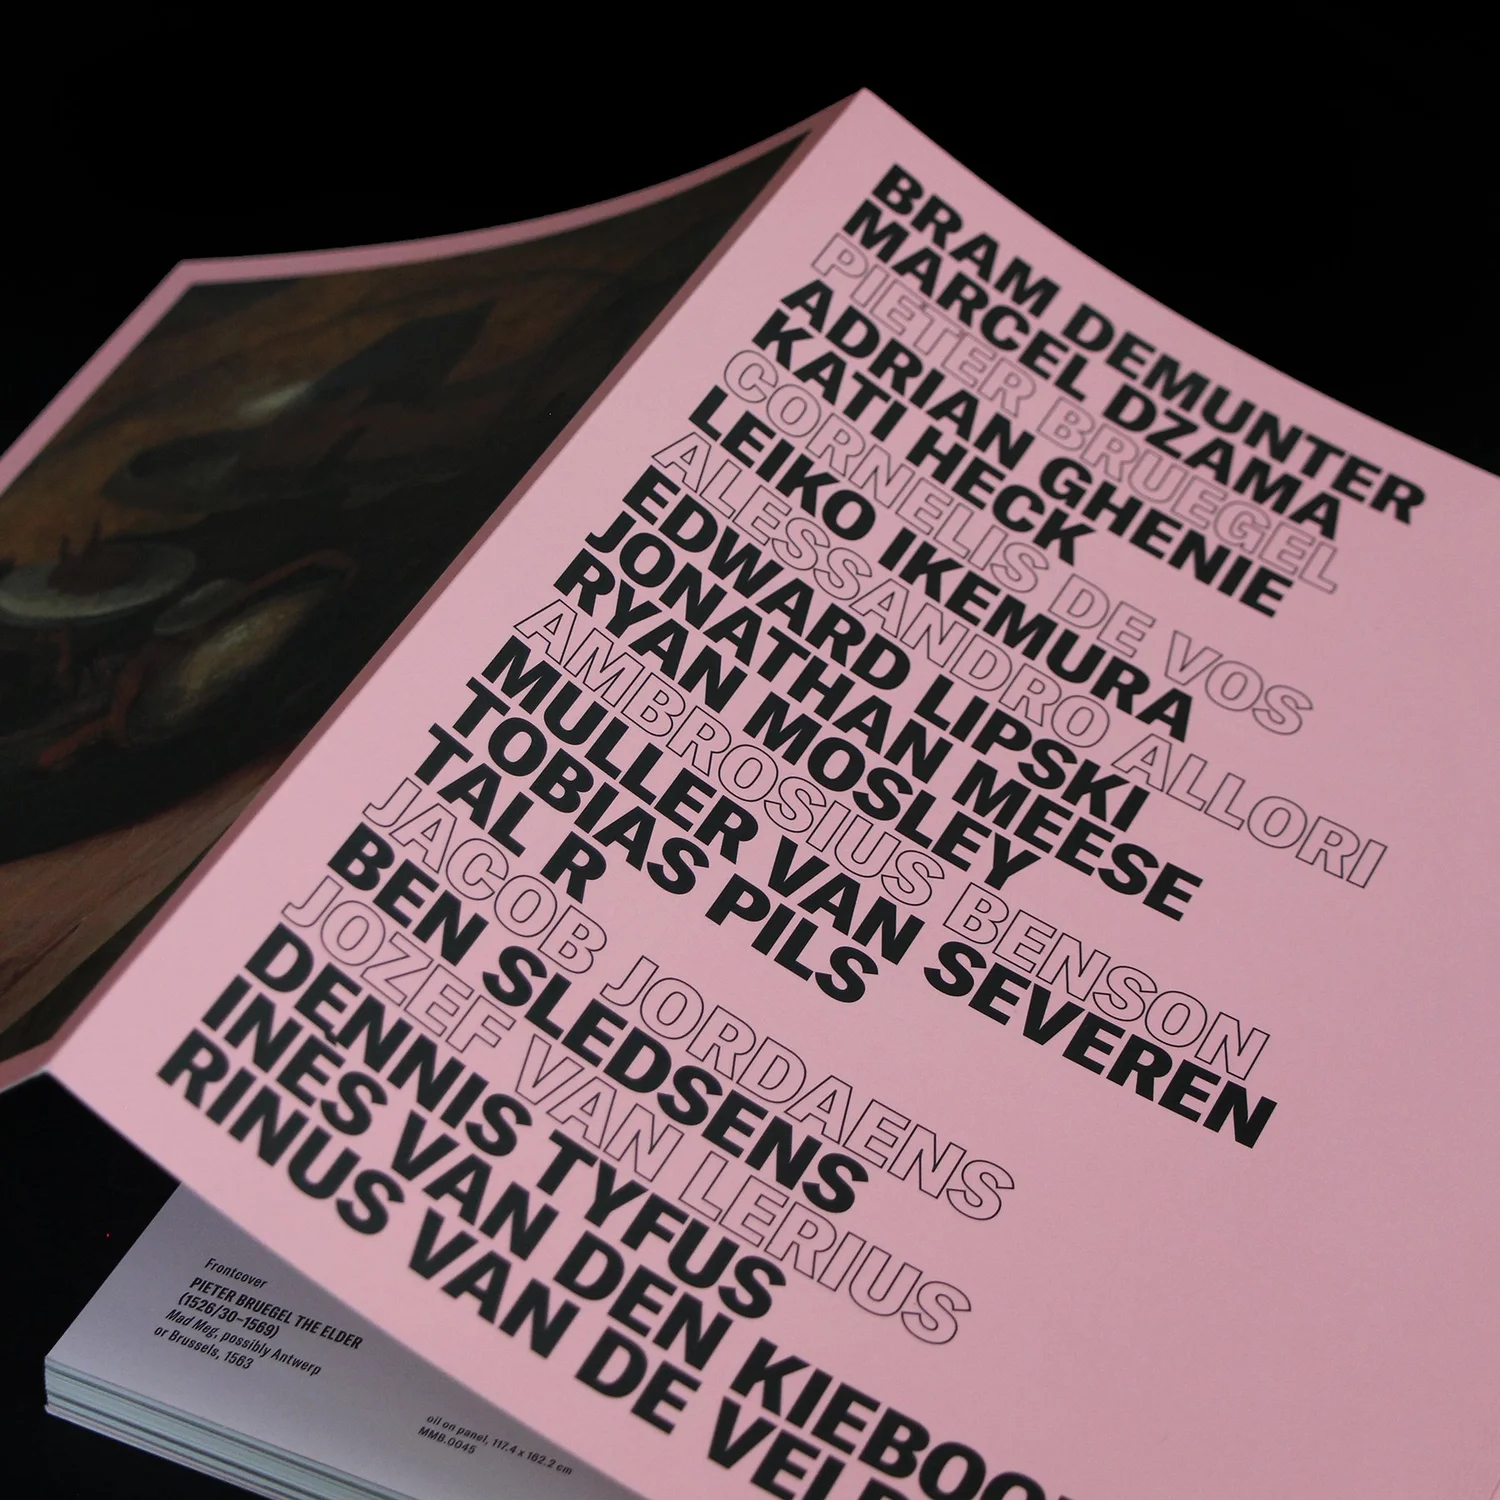 BRAM DEMUNTER
MARCEL DZAMA
PIETER BRUEGEL
ADRIAN GHENIE
KATI HECK
CORNELIS DE VOS
LEIKO IKEMURA
ALESSANDRO ALLORI
EDWARD LIPSKI
JONATHAN MEESE
RYAN MOSLEY
AMBROSIUS BENSON
MULLER VAN SEVEREN
TOBIAS PILS
TAL R
JACOB JORDAENS
BEN SLEDSENS
JOZEF VAN LERIUS
DENNIS TYFUS
INÈS VAN DEN
RINUS VAN DE
Frontcover
PIETER BRUEGEL THE ELDER
(1526/30–1569)
Mad Meg, possibly Antwerp
or Brussels, 1563
oil on panel, 117.4 x 162.2 cm
MMB.0045